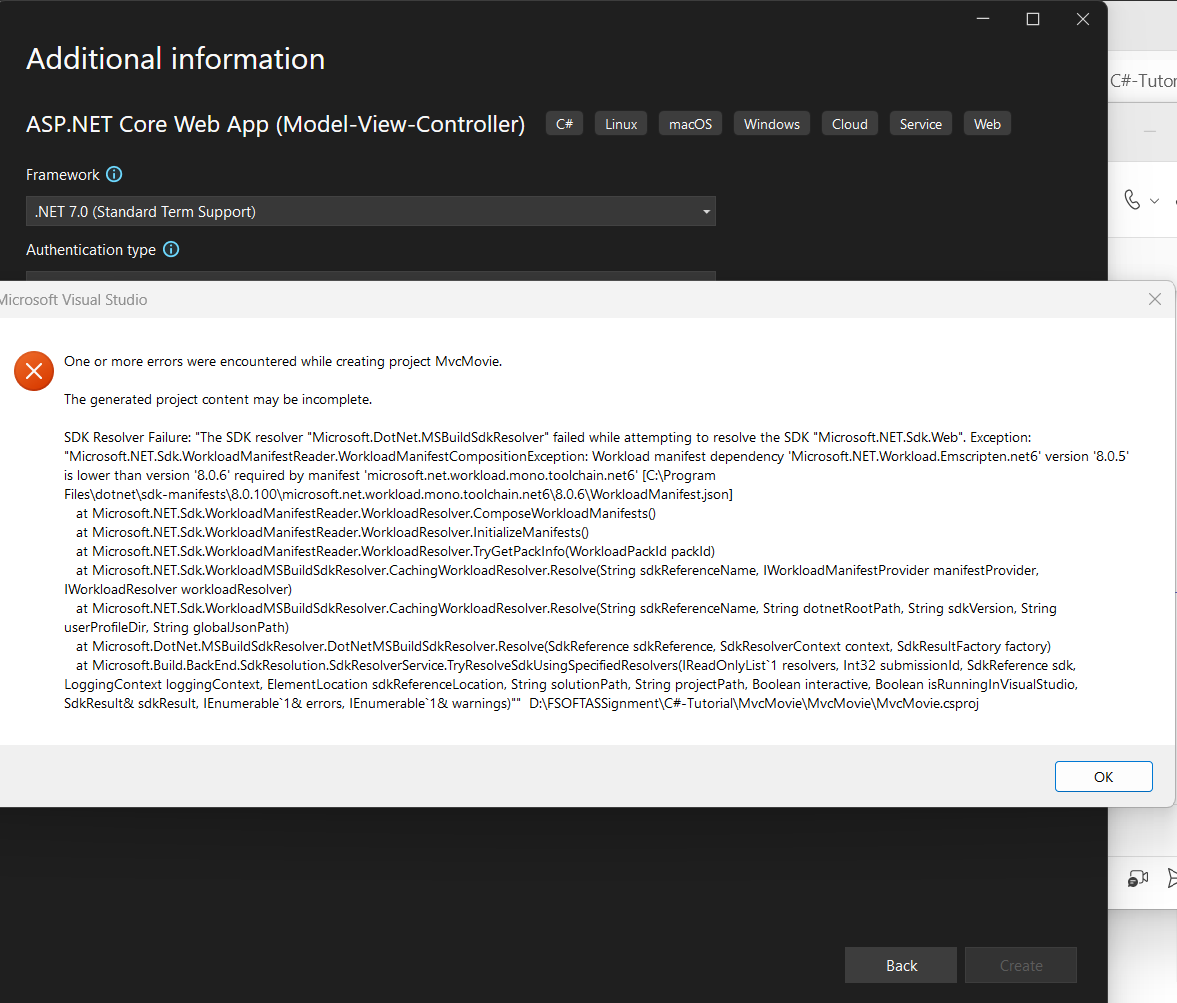 Additional information
C#-Tutor
ASP.NET Core Web App (Model-View-Controller) C# Linux macOS Windows Cloud Service Web
Framework
.NET 7.0 (Standard Term Support)
Authentication type
Microsoft Visual Studio
One or more errors were encountered while creating project MvcMovie.
The generated project content may be incomplete.
SDK Resolver Failure: "The SDK resolver "Microsoft.DotNet.MSBuildSdkResolver" failed while attempting to resolve the SDK "Microsoft.NET.Sdk.Web". Exception:
"Microsoft.NET.Sdk.WorkloadManifestReader.WorkloadManifestCompositionException: Workload manifest dependency 'Microsoft.NET.Workload.Emscripten.net6' version '8.0.5'
is lower than version '8.0.6' required by manifest 'microsoft.net.workload.mono.toolchain.net6' [C:\Program
Files\dotnet\sdk-manifests\8.0.100\microsoft.net.workload.mono.toolchain.net6\8.0.6\WorkloadManifest.json]
at Microsoft.NET.Sdk.WorkloadManifestReader.WorkloadResolver.ComposeWorkloadManifests()
at Microsoft.NET.Sdk.WorkloadManifestReader.WorkloadResolver.InitializeManifests()
at Microsoft.NET.Sdk.WorkloadManifestReader.WorkloadResolver.TryGetPackInfo(WorkloadPackId packId)
at Microsoft.NET.Sdk.WorkloadMSBuildSdkResolver.CachingWorkloadResolver.Resolve(String sdkReferenceName, IWorkloadManifestProvider manifestProvider,
IWorkloadResolver workloadResolver)
at Microsoft.NET.Sdk.WorkloadMSBuildSdkResolver.CachingWorkloadResolver.Resolve(String sdkReferenceName, String dotnetRootPath, String sdkVersion, String
userProfileDir, String globalJsonPath)
at Microsoft.DotNet.MSBuildSdkResolver.DotNetMSBuildSdkResolver.Resolve(SdkReference sdkReference, SdkResolverContext context, SdkResultFactory factory)
at Microsoft.Build.BackEnd.SdkResolution.SdkResolverService.TryResolveSdkUsingSpecifiedResolvers(IReadOnlyList`1 resolvers, Int32 submissionId, SdkReference sdk,
LoggingContext loggingContext, ElementLocation sdkReferenceLocation, String solutionPath, String projectPath, Boolean interactive, Boolean isRunningInVisualStudio,
SdkResult& sdkResult, IEnumerable`1& errors, IEnumerable`1& warnings)"" D:\FSOFTASSignment\C#-Tutorial\MvcMovie\MvcMovie\MvcMovie.csproj
OK
Back Create